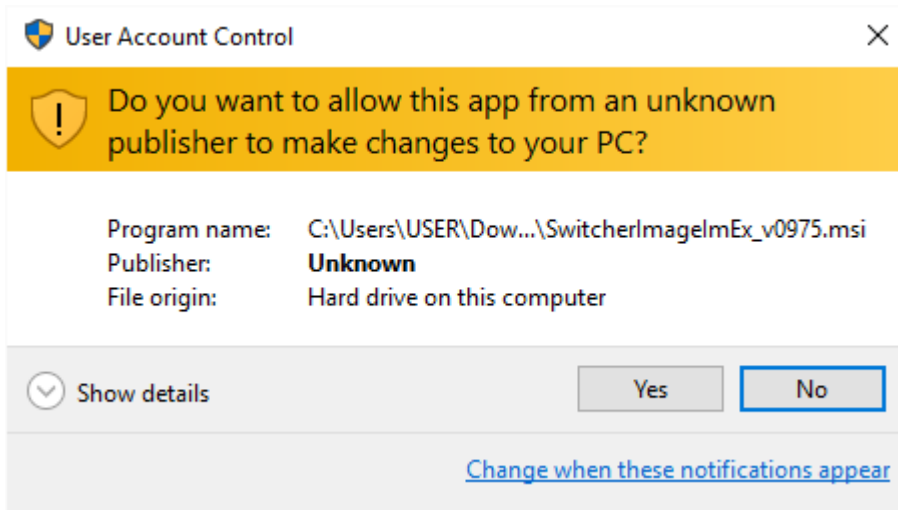 User Account Control
Do you want to allow this app from an unknown
publisher to make changes to your PC?
Program name: C:\Users\USER\Dow...\SwitcherImageImEx_v0975.msi
Publisher: Unknown
File origin: Hard drive on this computer
Show details Yes No
Change when these notifications appear